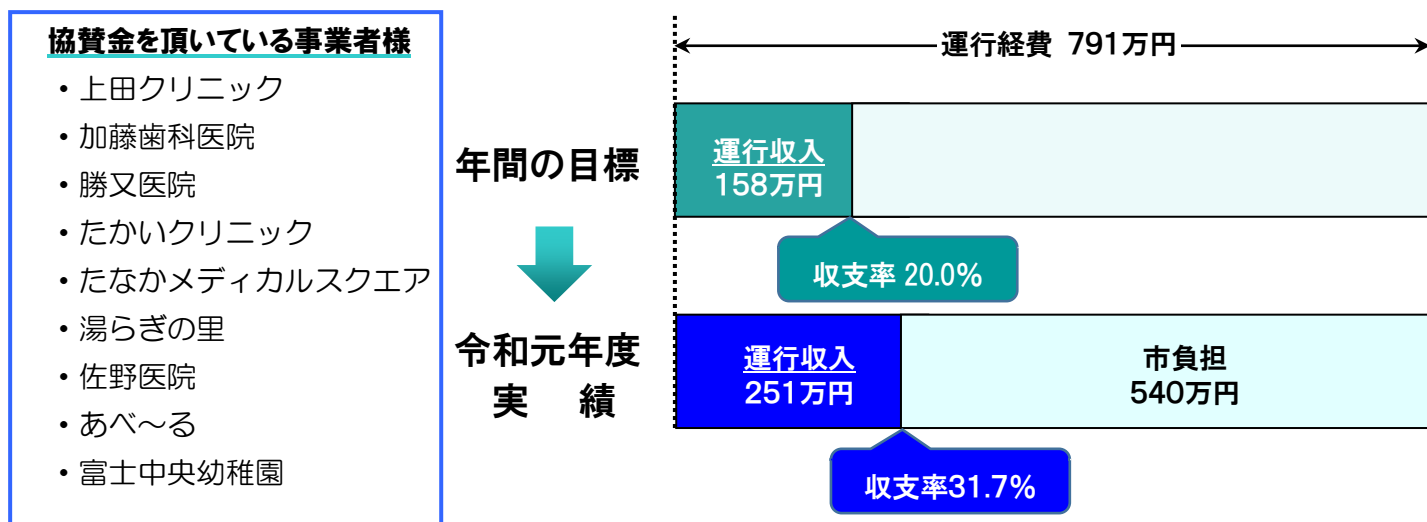 協賛金を頂いている事業者様
・上田クリニック
・加藤歯科医院
・勝又医院
・たかいクリニック
・たなかメディカルスクエア
・湯らぎの里
・佐野医院
・あべ～る
・富士中央幼稚園
運行経費 791万円
年間の目標
運行収入
158万円
収支率 20.0%
令和元年度
実 績
運行収入
251万円
市負担
540万円
収支率31.7%